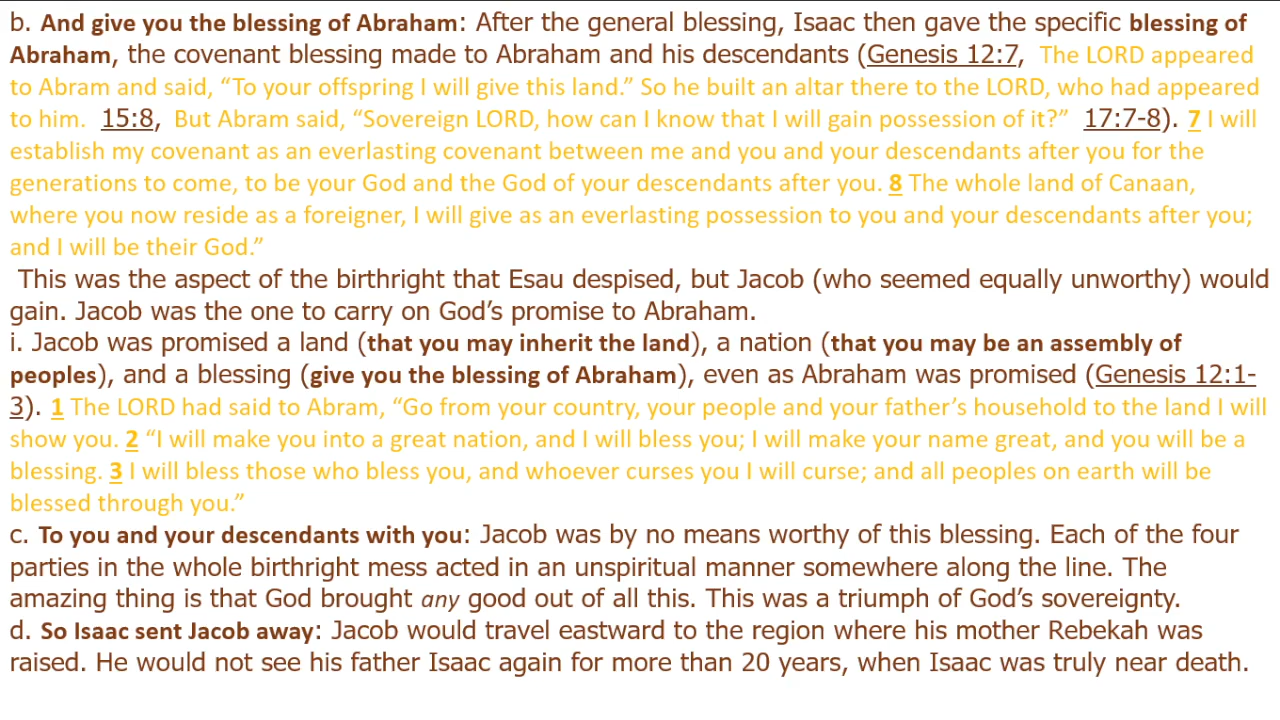 b. And give you the blessing of Abraham: After the general blessing, Isaac then gave the specific blessing of
Abraham, the covenant blessing made to Abraham and his descendants (Genesis 12:7, The LORD appeared
to Abram and said, “To your offspring I will give this land.” So he built an altar there to the LORD, who had appeared
to him. 15:8, But Abram said, “Sovereign LORD, how can I know that I will gain possession of it?” 17:7-8). 7 I will
establish my covenant as an everlasting covenant between me and you and your descendants after you for the
generations to come, to be your God and the God of your descendants after you. 8 The whole land of Canaan,
where you now reside as a foreigner, I will give as an everlasting possession to you and your descendants after you;
and I will be their God.”
This was the aspect of the birthright that Esau despised, but Jacob (who seemed equally unworthy) would
gain. Jacob was the one to carry on God’s promise to Abraham.
i. Jacob was promised a land (that you may inherit the land), a nation (that you may be an assembly of
peoples), and a blessing (give you the blessing of Abraham), even as Abraham was promised (Genesis 12:1-
3). 1 The LORD had said to Abram, “Go from your country, your people and your father’s household to the land I will
show you. 2 “I will make you into a great nation, and I will bless you; I will make your name great, and you will be a
blessing. 3 I will bless those who bless you, and whoever curses you I will curse; and all peoples on earth will be
blessed through you.”
c. To you and your descendants with you: Jacob was by no means worthy of this blessing. Each of the four
parties in the whole birthright mess acted in an unspiritual manner somewhere along the line. The
amazing thing is that God brought any good out of all this. This was a triumph of God’s sovereignty.
d. So Isaac sent Jacob away: Jacob would travel eastward to the region where his mother Rebekah was
raised. He would not see his father Isaac again for more than 20 years, when Isaac was truly near death.